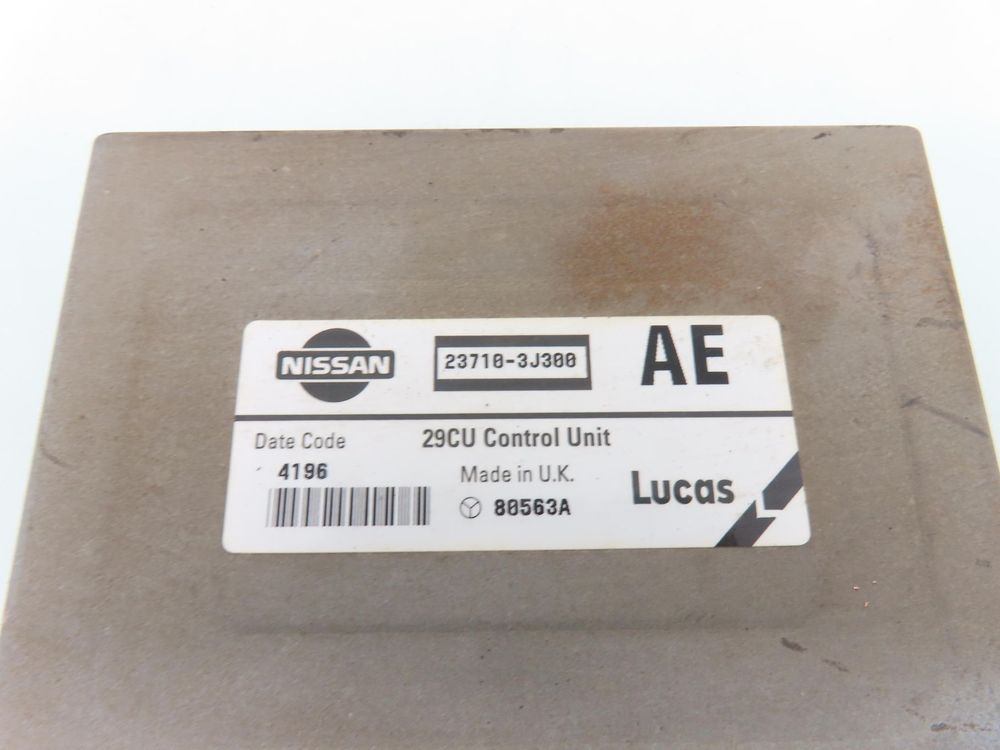 NISSAN
23710-3J300
AE
Date Code
4196
29CU Control Unit
Made in U.K.
80563A
Lucas